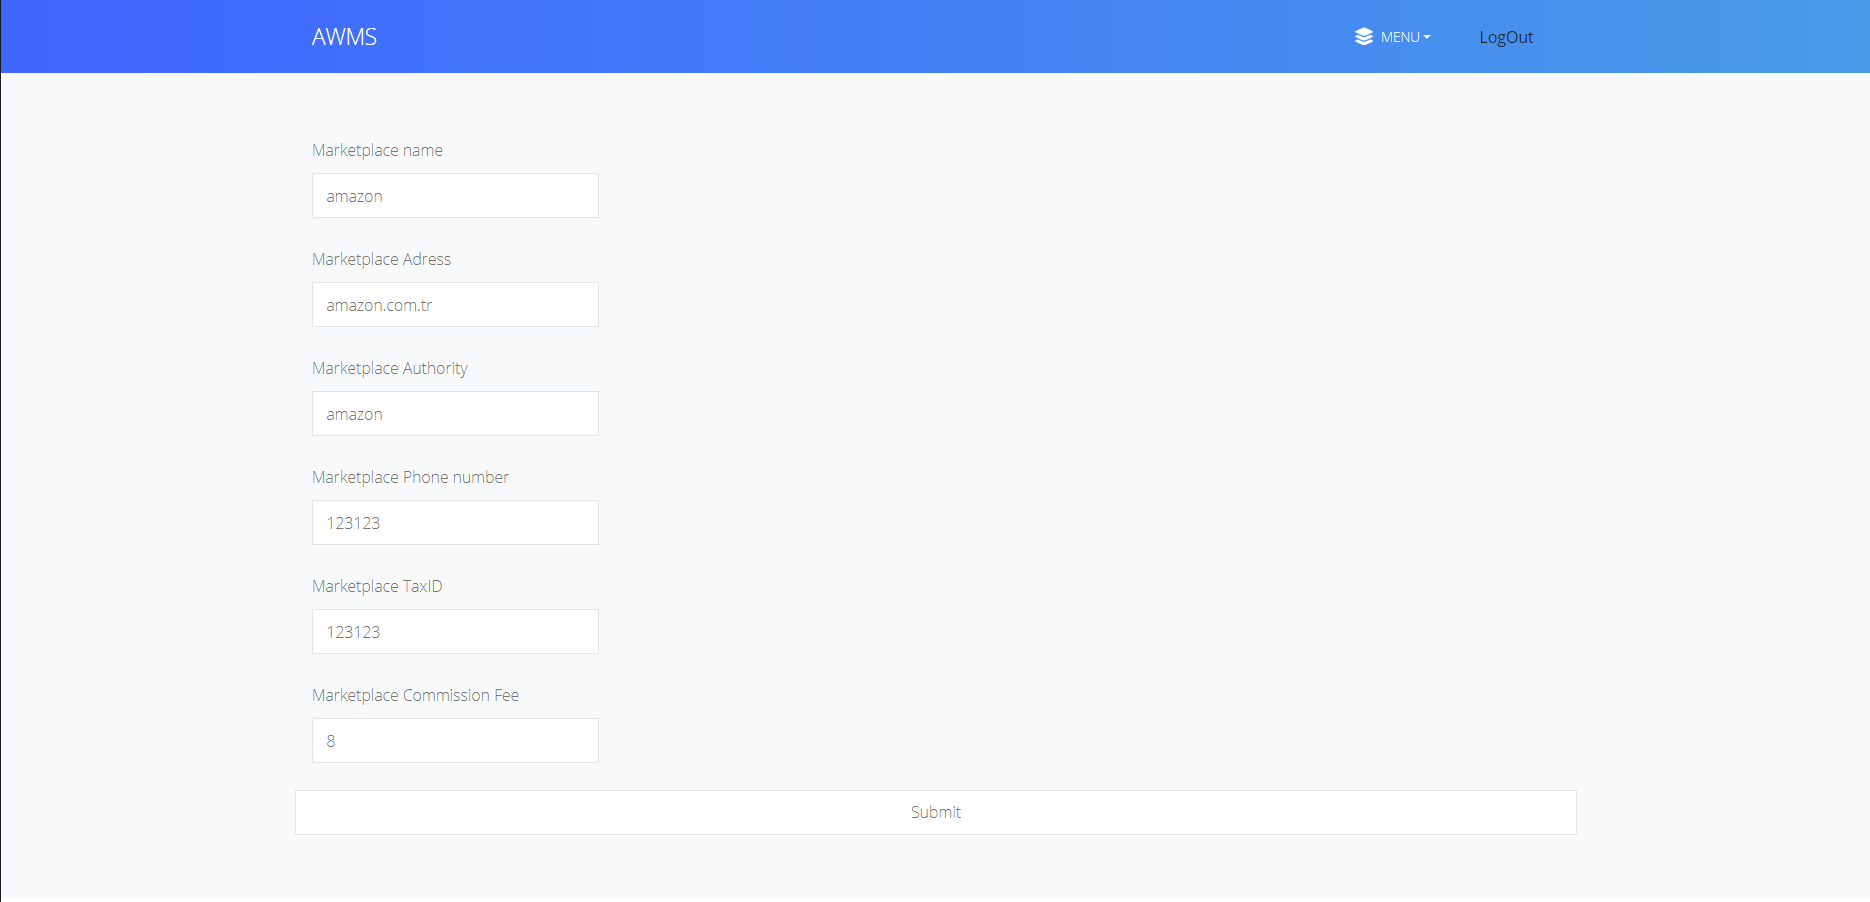 AWMS
MENU
LogOut
Marketplace name
amazon
Marketplace Adress
amazon.com.tr
Marketplace Authority
amazon
Marketplace Phone number
123123
Marketplace TaxID
123123
Marketplace Commission Fee
8
Submit